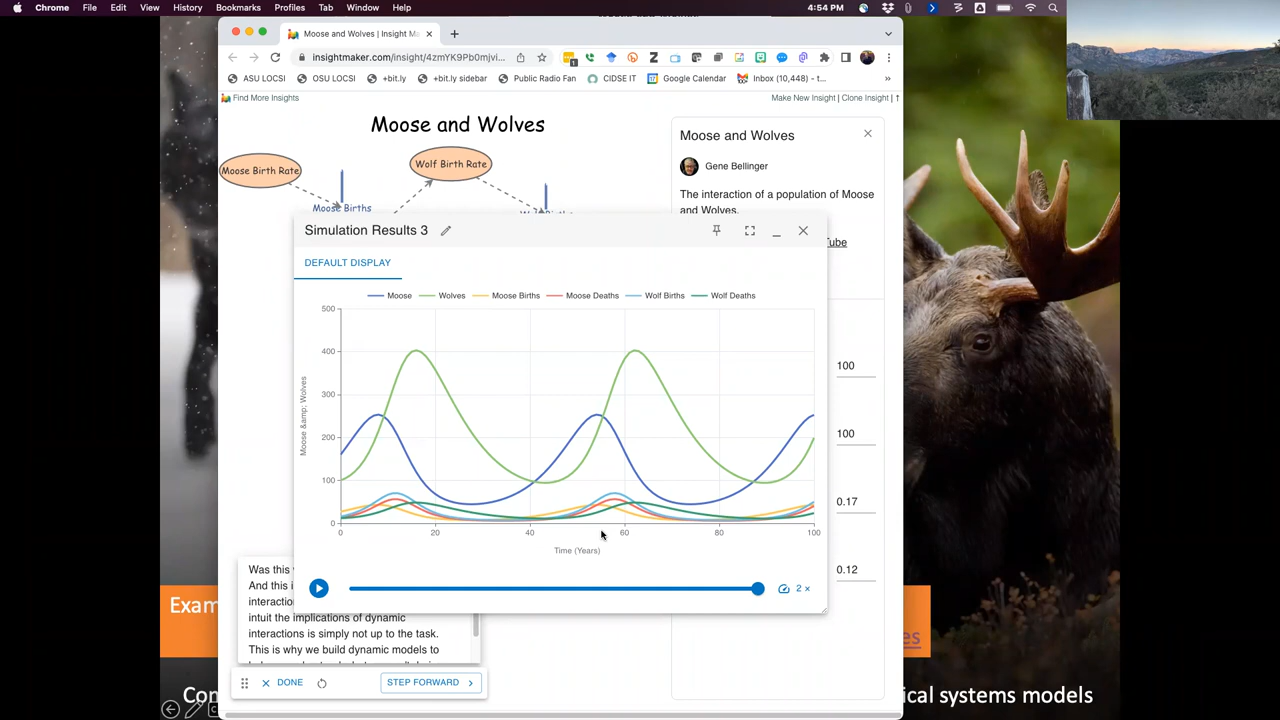 Chrome File Edit View History Bookmarks Profiles Tab Window Help
4:54 PM
Moose and Wolves | Insight M
insightmaker.com/insight/4zmYK9Pb0mjvi...
ASU LOCSI OSU LOCSI +bit.ly +bit.ly sidebar Public Radio Fan CIDSE IT Google Calendar Inbox (10,448) - t...
Find More Insights
Make New Insight | Clone Insight |
Moose and Wolves
Moose Birth Rate
Wolf Birth Rate
Moose Births
Moose and Wolves
Gene Bellinger
The interaction of a population of Moose
and Wolves.
Tube
100
100
0.17
0.12
Simulation Results 3
DEFAULT DISPLAY
Moose Wolves Moose Births Moose Deaths Wolf Births Wolf Deaths
500
400
300
200
100
0
Moose &amp; Wolves
0 20 40 60 80 100
Time (Years)
2 ×
Was this
And this i
interaction
intuit the implications of dynamic
interactions is simply not up to the task.
This is why we build dynamic models to
DONE
STEP FORWARD
Exam
es
Con
ical systems models